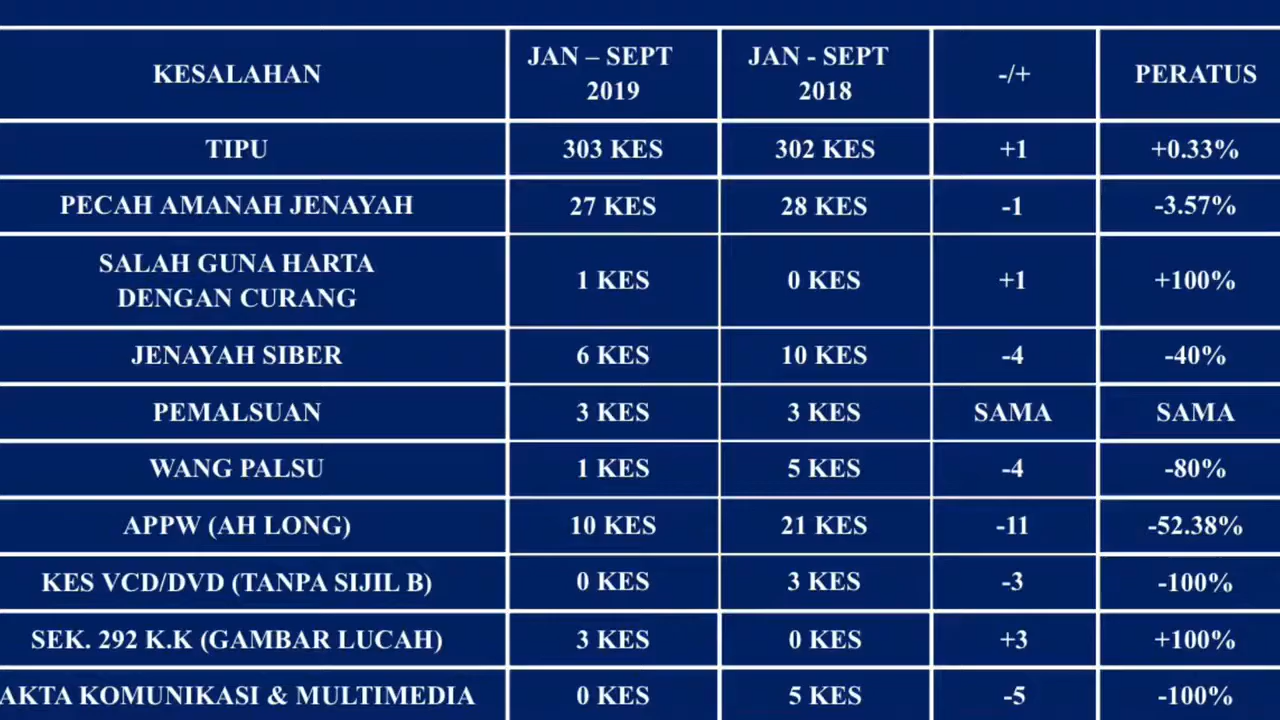 KESALAHAN JAN – SEPT 2019 JAN - SEPT 2018 -/+ PERATUS
TIPU 303 KES 302 KES +1 +0.33%
PECAH AMANAH JENAYAH 27 KES 28 KES -1 -3.57%
SALAH GUNA HARTA DENGAN CURANG 1 KES 0 KES +1 +100%
JENAYAH SIBER 6 KES 10 KES -4 -40%
PEMALSUAN 3 KES 3 KES SAMA SAMA
WANG PALSU 1 KES 5 KES -4 -80%
APPW (AH LONG) 10 KES 21 KES -11 -52.38%
KES VCD/DVD (TANPA SIJIL B) 0 KES 3 KES -3 -100%
SEK. 292 K.K (GAMBAR LUCAH) 3 KES 0 KES +3 +100%
AKTA KOMUNIKASI & MULTIMEDIA 0 KES 5 KES -5 -100%